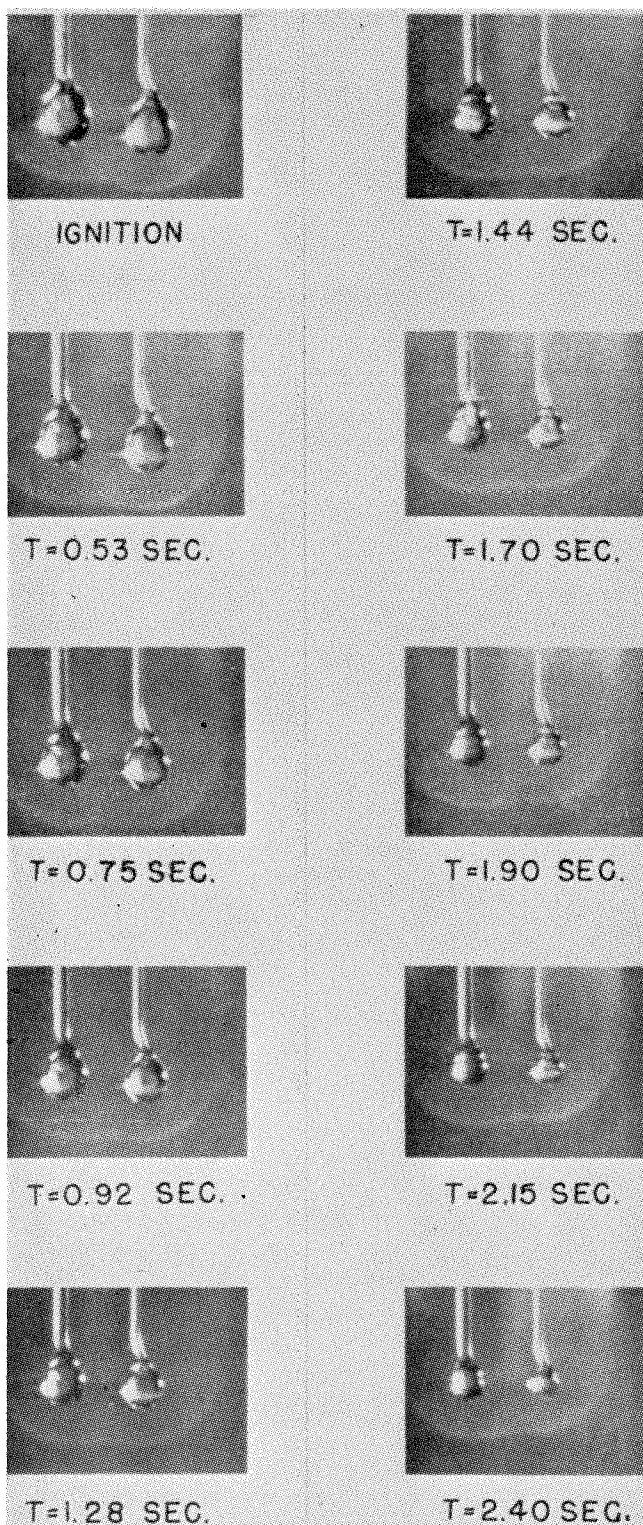 IGNITION
T=0.53 SEC.
T=0.75 SEC.
T=0.92 SEC.
T=1.28 SEC.
T=1.44 SEC.
T=1.70 SEC.
T=1.90 SEC.
T=2.15 SEC.
T=2.40 SEC.